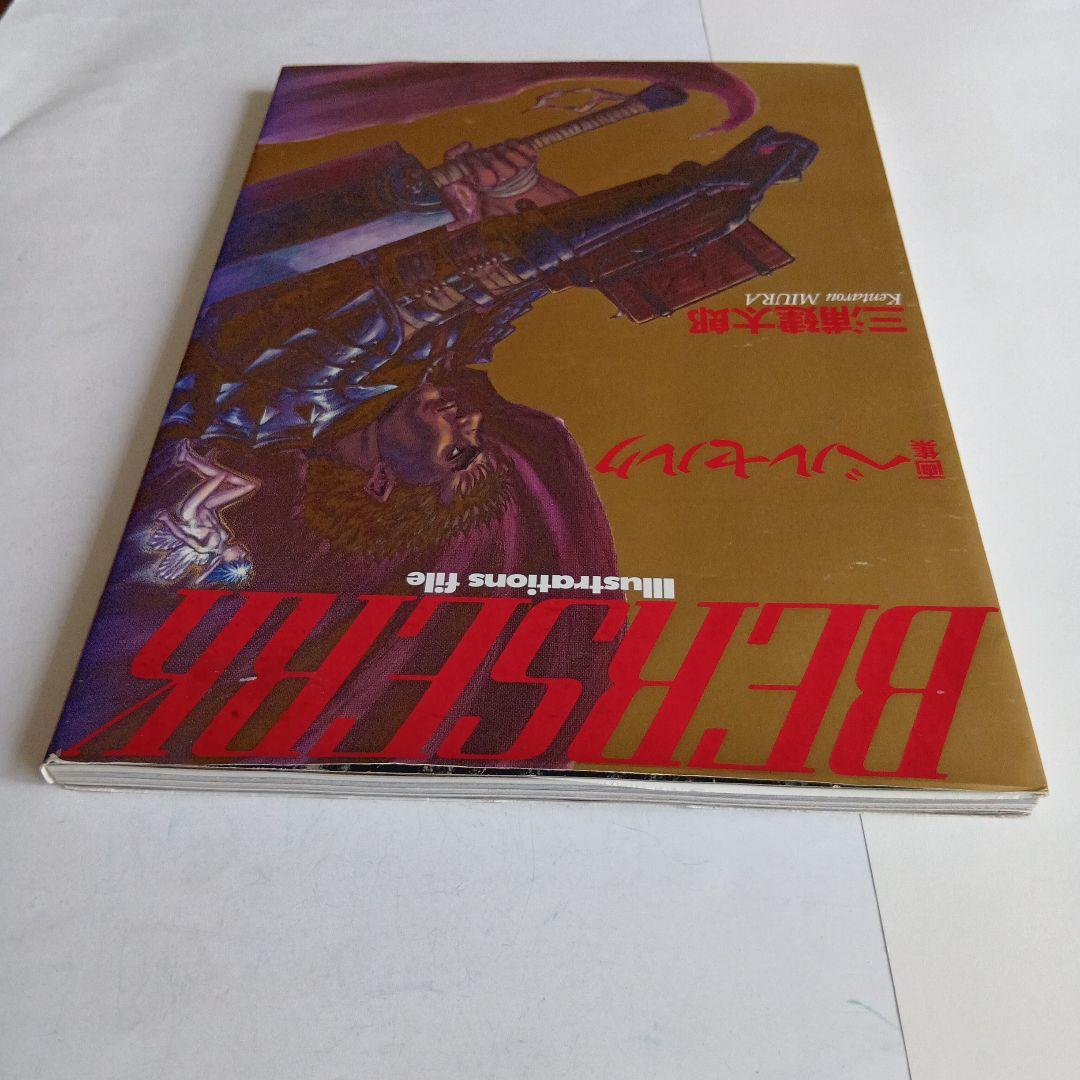 BERSERK
Illustrations file
画集
ベルセルク
三浦建太郎
Kentarou MIURA